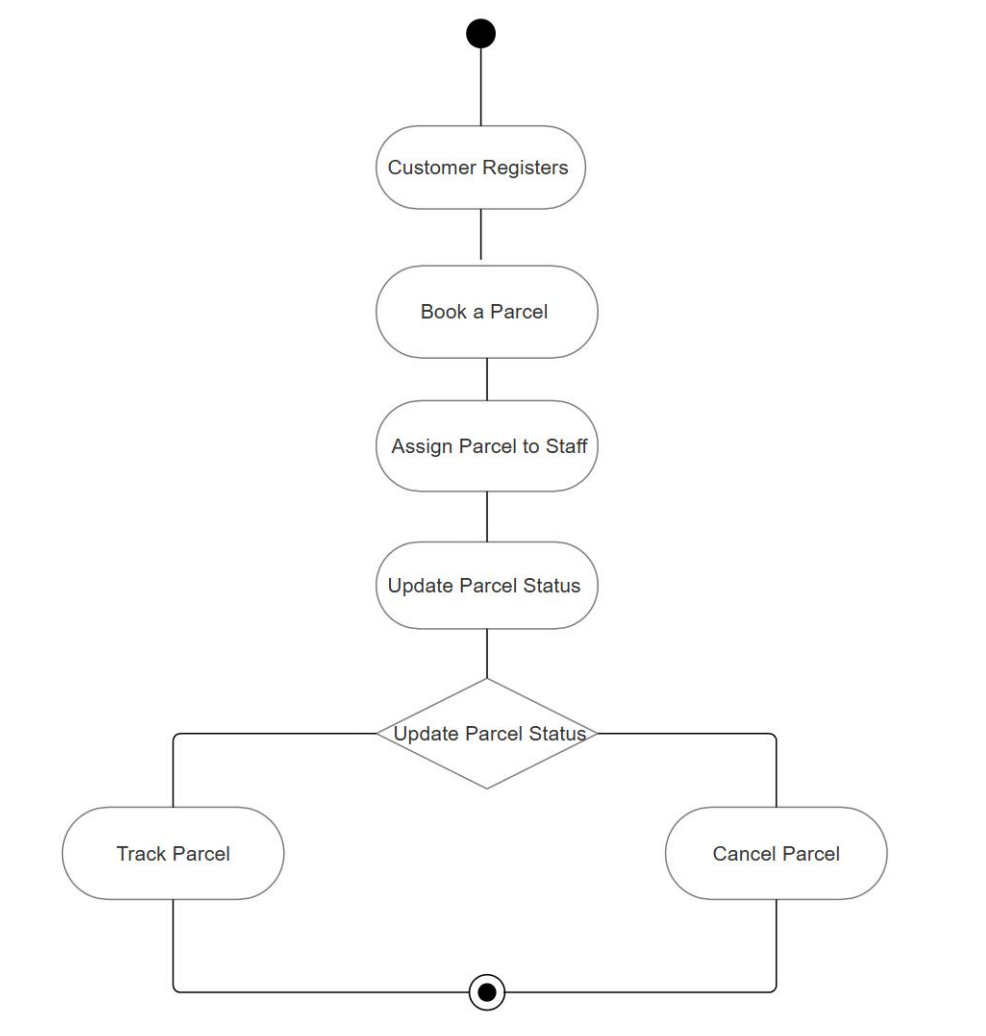 Customer Registers
Book a Parcel
Assign Parcel to Staff
Update Parcel Status
Update Parcel Status
Track Parcel
Cancel Parcel